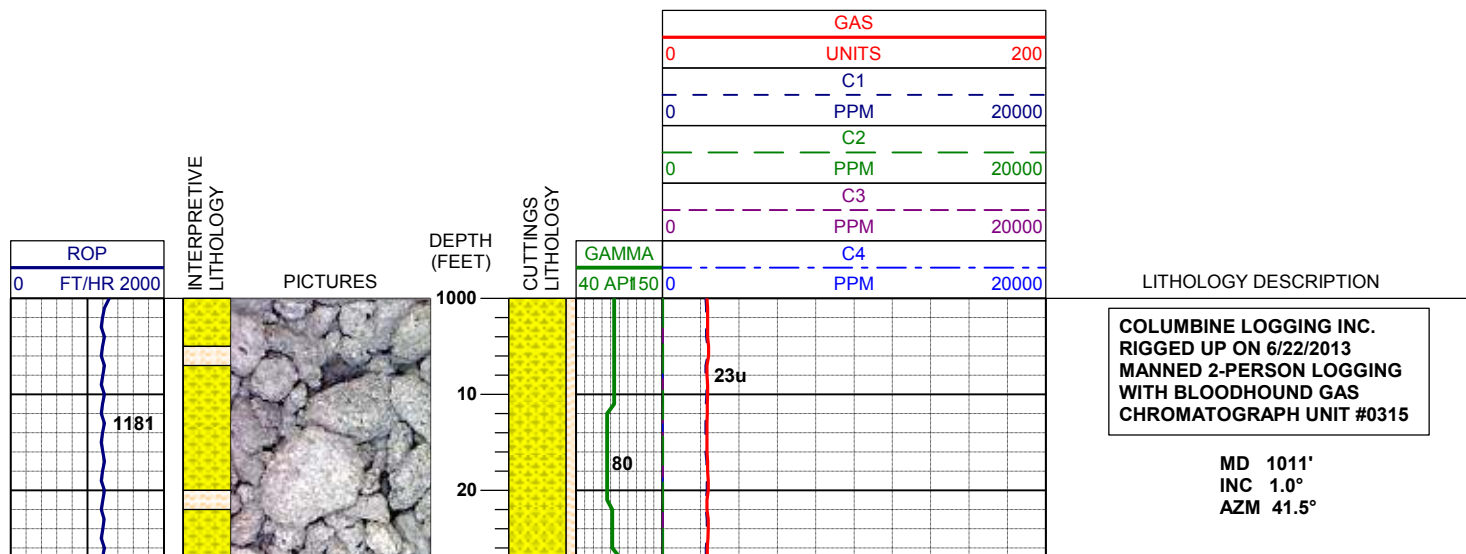 GAS
0 UNITS 200
C1
0 PPM 20000
C2
0 PPM 20000
C3
0 PPM 20000
C4
0 PPM 20000
ROP
0 FT/HR 2000
INTERPRETIVE
LITHOLOGY
PICTURES
DEPTH
(FEET)
CUTTINGS
LITHOLOGY
GAMMA
40 API 150
LITHOLOGY DESCRIPTION
1000
10
20
1181
80
23u
COLUMBINE LOGGING INC.
RIGGED UP ON 6/22/2013
MANNED 2-PERSON LOGGING
WITH BLOODHOUND GAS
CHROMATOGRAPH UNIT #0315
MD 1011'
INC 1.0°
AZM 41.5°